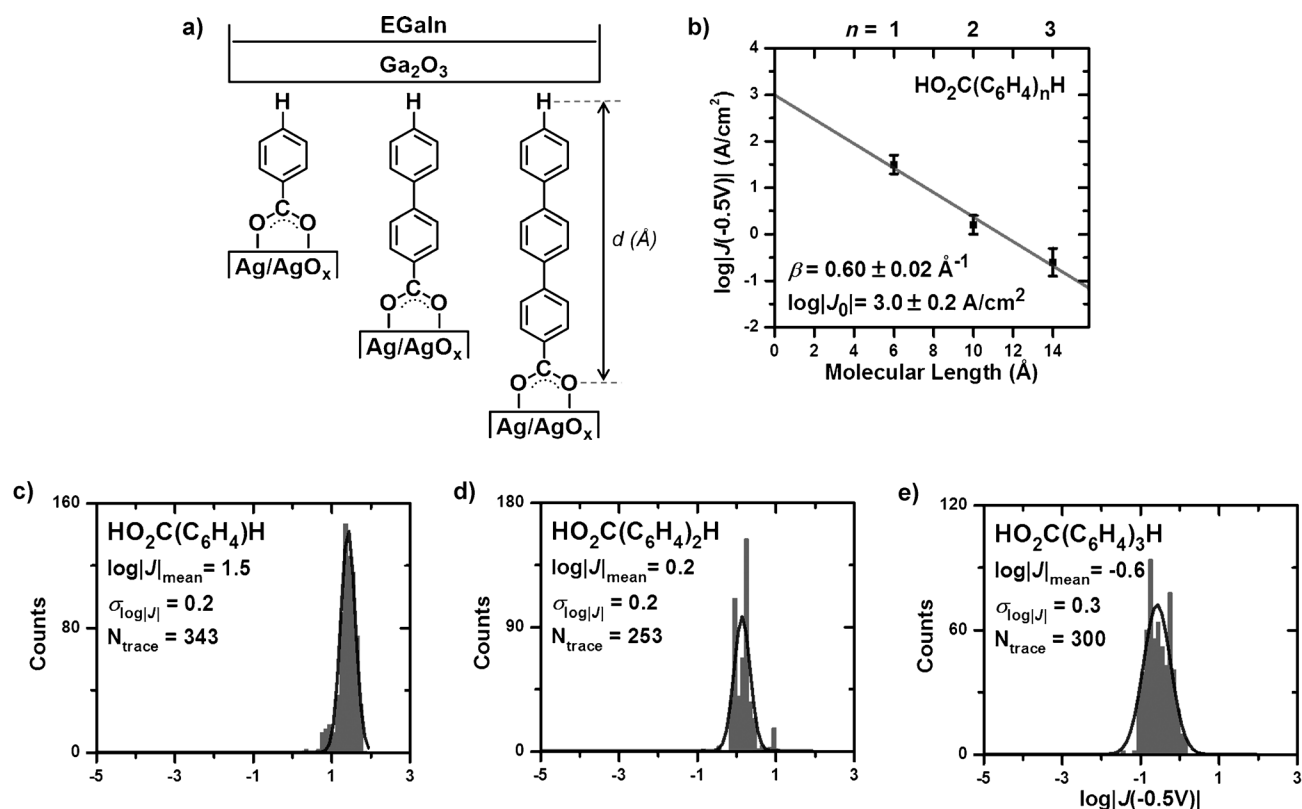 a)
EGaIn
Ga₂O₃
H
H
H
C
O O
Ag/AgOₓ
C
O O
Ag/AgOₓ
C
O O
Ag/AgOₓ
d (Å)
b)
n = 1 2 3
HO₂C(C₆H₄)ₙH
log|J(-0.5V)| (A/cm²)
4
3
2
1
0
-1
-2
β = 0.60 ± 0.02 Å⁻¹
log|J₀|= 3.0 ± 0.2 A/cm²
0 2 4 6 8 10 12 14
Molecular Length (Å)
c)
Counts
160
80
0
HO₂C(C₆H₄)H
log|J|mean = 1.5
σlog|J| = 0.2
Ntrace = 343
-5 -3 -1 1 3
d)
Counts
180
90
0
HO₂C(C₆H₄)₂H
log|J|mean = 0.2
σlog|J| = 0.2
Ntrace = 253
-5 -3 -1 1 3
e)
Counts
120
60
0
HO₂C(C₆H₄)₃H
log|J|mean = -0.6
σlog|J| = 0.3
Ntrace = 300
-5 -3 -1 1 3
log|J(-0.5V)|